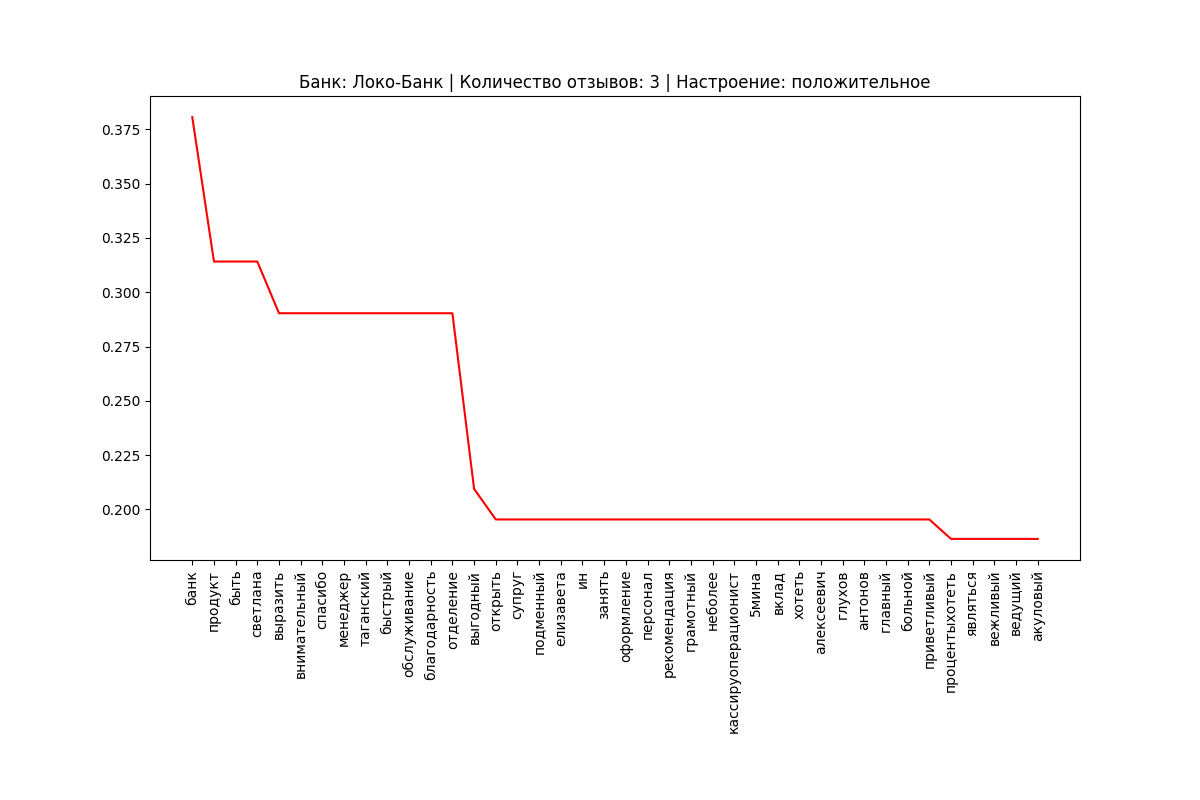 Банк: Локо-Банк | Количество отзывов: 3 | Настроение: положительное
0.375
0.350
0.325
0.300
0.275
0.250
0.225
0.200
банк
продукт
быть
светлана
выразить
внимательный
спасибо
менеджер
таганский
быстрый
обслуживание
благодарность
отделение
выгодный
открыть
супруг
подменный
елизавета
ин
занять
оформление
персонал
рекомендация
грамотный
неболее
кассируоперационист
5мина
вклад
хотеть
алексеевич
глухов
антонов
главный
больной
приветливый
процентыхотеть
являться
вежливый
ведущий
акуловый